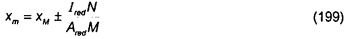 x_m = x_M ± I_red N / A_red M (199)